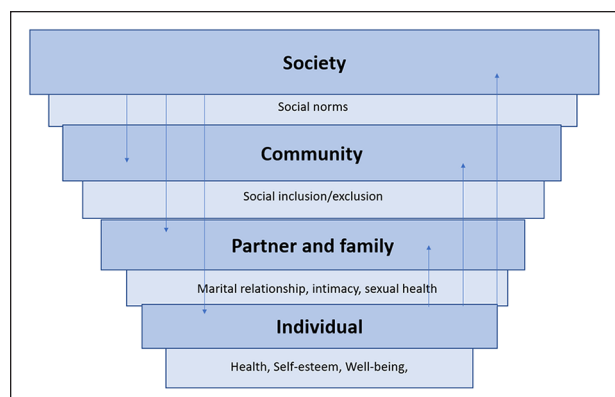 Society
Social norms
Community
Social inclusion/exclusion
Partner and family
Marital relationship, intimacy, sexual health
Individual
Health, Self-esteem, Well-being,